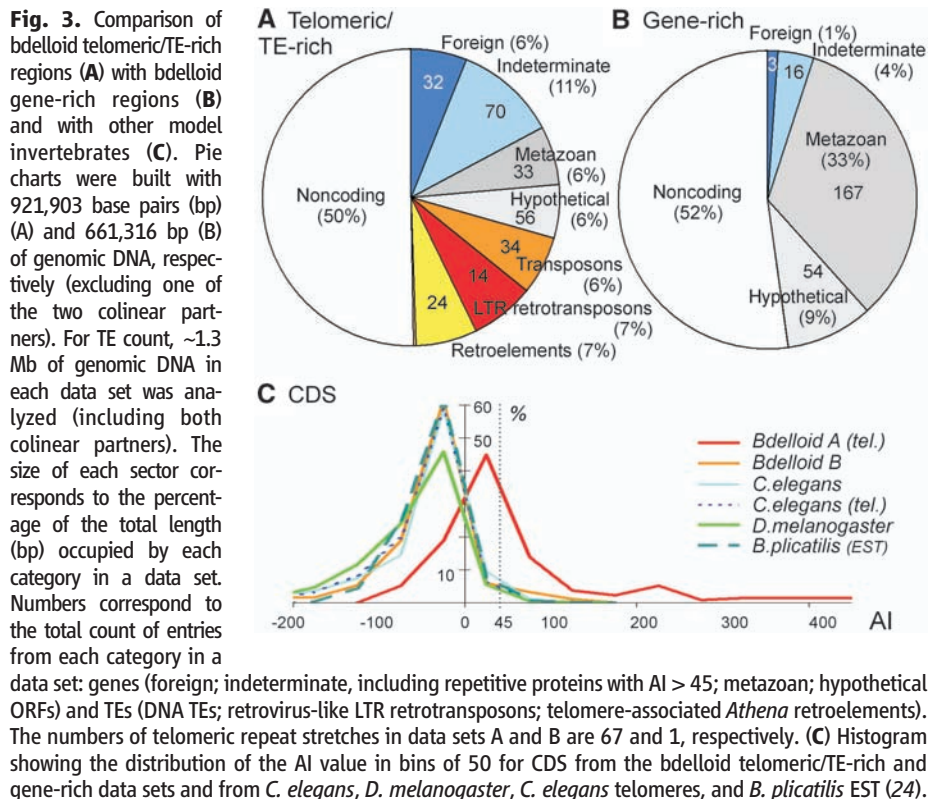 Fig. 3. Comparison of
bdelloid telomeric/TE-rich
regions (A) with bdelloid
gene-rich regions (B)
and with other model
invertebrates (C). Pie
charts were built with
921,903 base pairs (bp)
(A) and 661,316 bp (B)
of genomic DNA, respec-
tively (excluding one of
the two colinear part-
ners). For TE count, ~1.3
Mb of genomic DNA in
each data set was ana-
lyzed (including both
colinear partners). The
size of each sector cor-
responds to the percent-
age of the total length
(bp) occupied by each
category in a data set.
Numbers correspond to
the total count of entries
from each category in a
data set: genes (foreign; indeterminate, including repetitive proteins with AI > 45; metazoan; hypothetical
ORFs) and TEs (DNA TEs; retrovirus-like LTR retrotransposons; telomere-associated Athena retroelements).
The numbers of telomeric repeat stretches in data sets A and B are 67 and 1, respectively. (C) Histogram
showing the distribution of the AI value in bins of 50 for CDS from the bdelloid telomeric/TE-rich and
gene-rich data sets and from C. elegans, D. melanogaster, C. elegans telomeres, and B. plicatilis EST (24).
A Telomeric/
TE-rich
Foreign (6%)
32
Indeterminate
(11%)
70
Metazoan
33
(6%)
Hypothetical
56
(6%)
34
Transposons
(6%)
14
LTR retrotransposons
(7%)
24
Retroelements (7%)
Noncoding
(50%)
B Gene-rich
Foreign (1%)
3
Indeterminate
16
(4%)
Metazoan
(33%)
167
54
Hypothetical
(9%)
Noncoding
(52%)
C CDS
60
%
50
10
-200
-100
0
45
100
200
300
400
AI
Bdelloid A (tel.)
Bdelloid B
C.elegans
C.elegans (tel.)
D.melanogaster
B.plicatilis (EST)